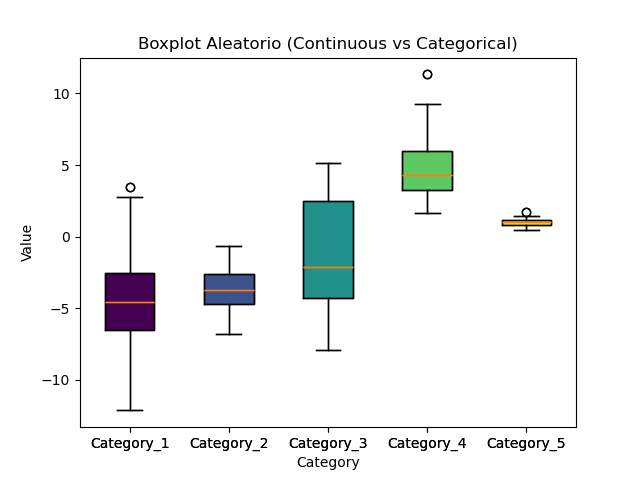 Boxplot Aleatorio (Continuous vs Categorical)
10
5
0
−5
−10
Value
Category_1 Category_2 Category_3 Category_4 Category_5
Category